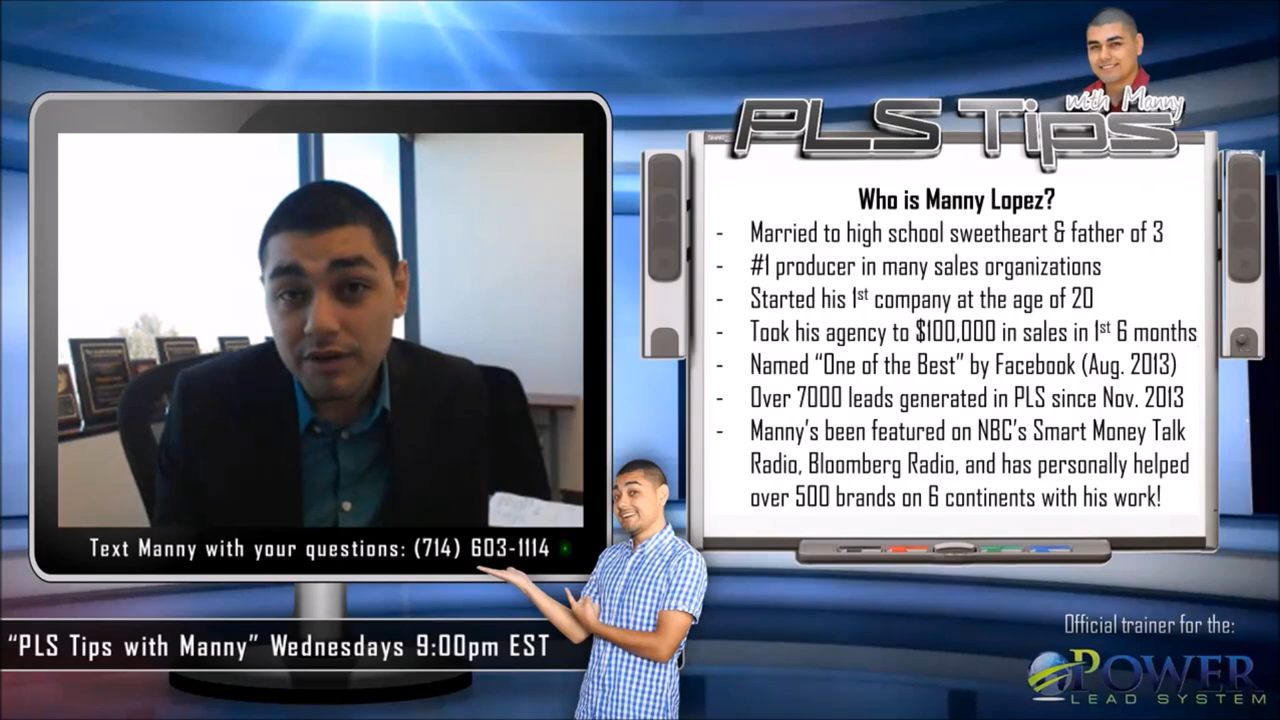 with Manny
PLS Tips
Who is Manny Lopez?
- Married to high school sweetheart & father of 3
- #1 producer in many sales organizations
- Started his 1st company at the age of 20
- Took his agency to $100,000 in sales in 1st 6 months
- Named “One of the Best” by Facebook (Aug. 2013)
- Over 7000 leads generated in PLS since Nov. 2013
- Manny’s been featured on NBC’s Smart Money Talk
Radio, Bloomberg Radio, and has personally helped
over 500 brands on 6 continents with his work!
Text Manny with your questions: (714) 603-1114
“PLS Tips with Manny” Wednesdays 9:00pm EST
Official trainer for the:
POWER
LEAD SYSTEM